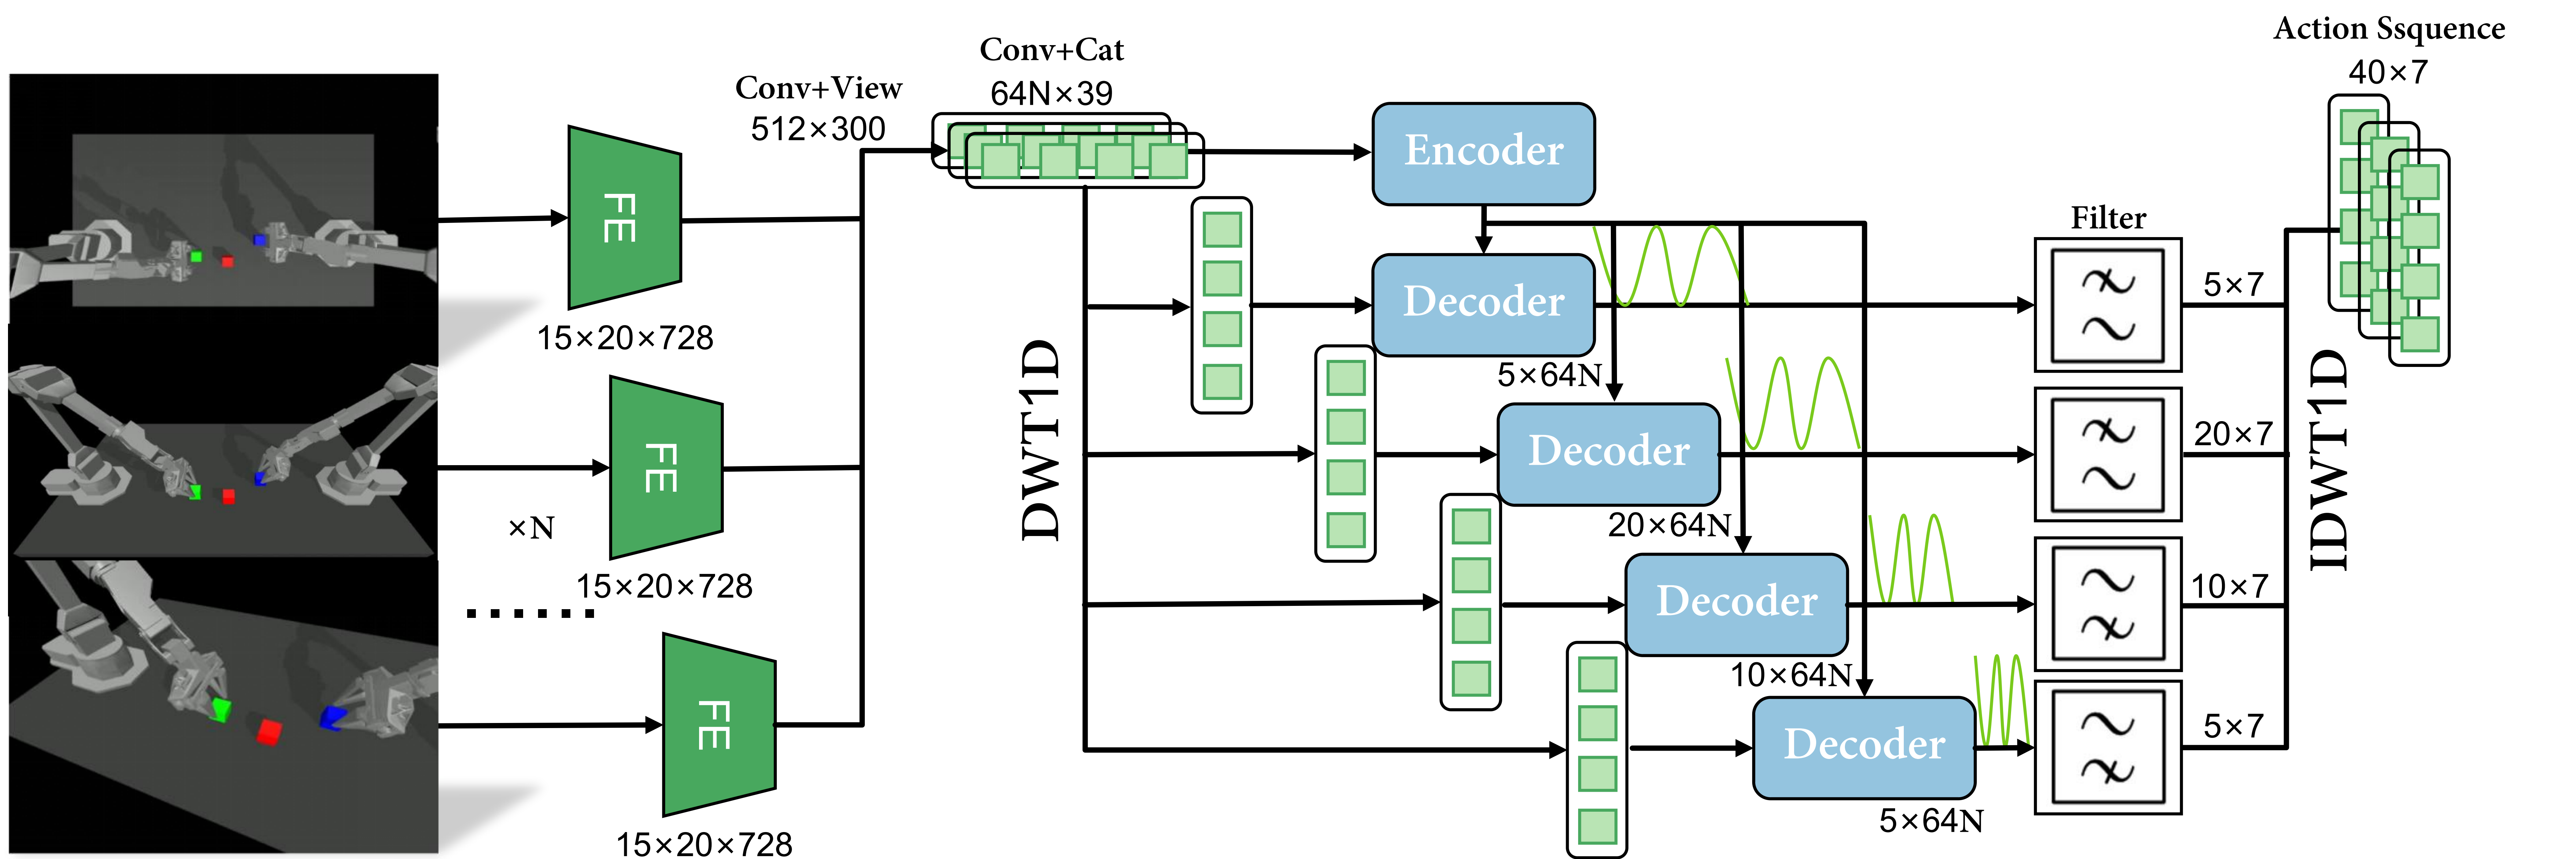 Action Ssquence
40×7
Conv+Cat
64N×39
Conv+View
512×300
FE
15×20×728
FE
×N
15×20×728
......
FE
15×20×728
DWT1D
Encoder
Decoder
5×64N
Decoder
20×64N
Decoder
10×64N
Decoder
5×64N
Filter
5×7
20×7
10×7
5×7
IDWT1D